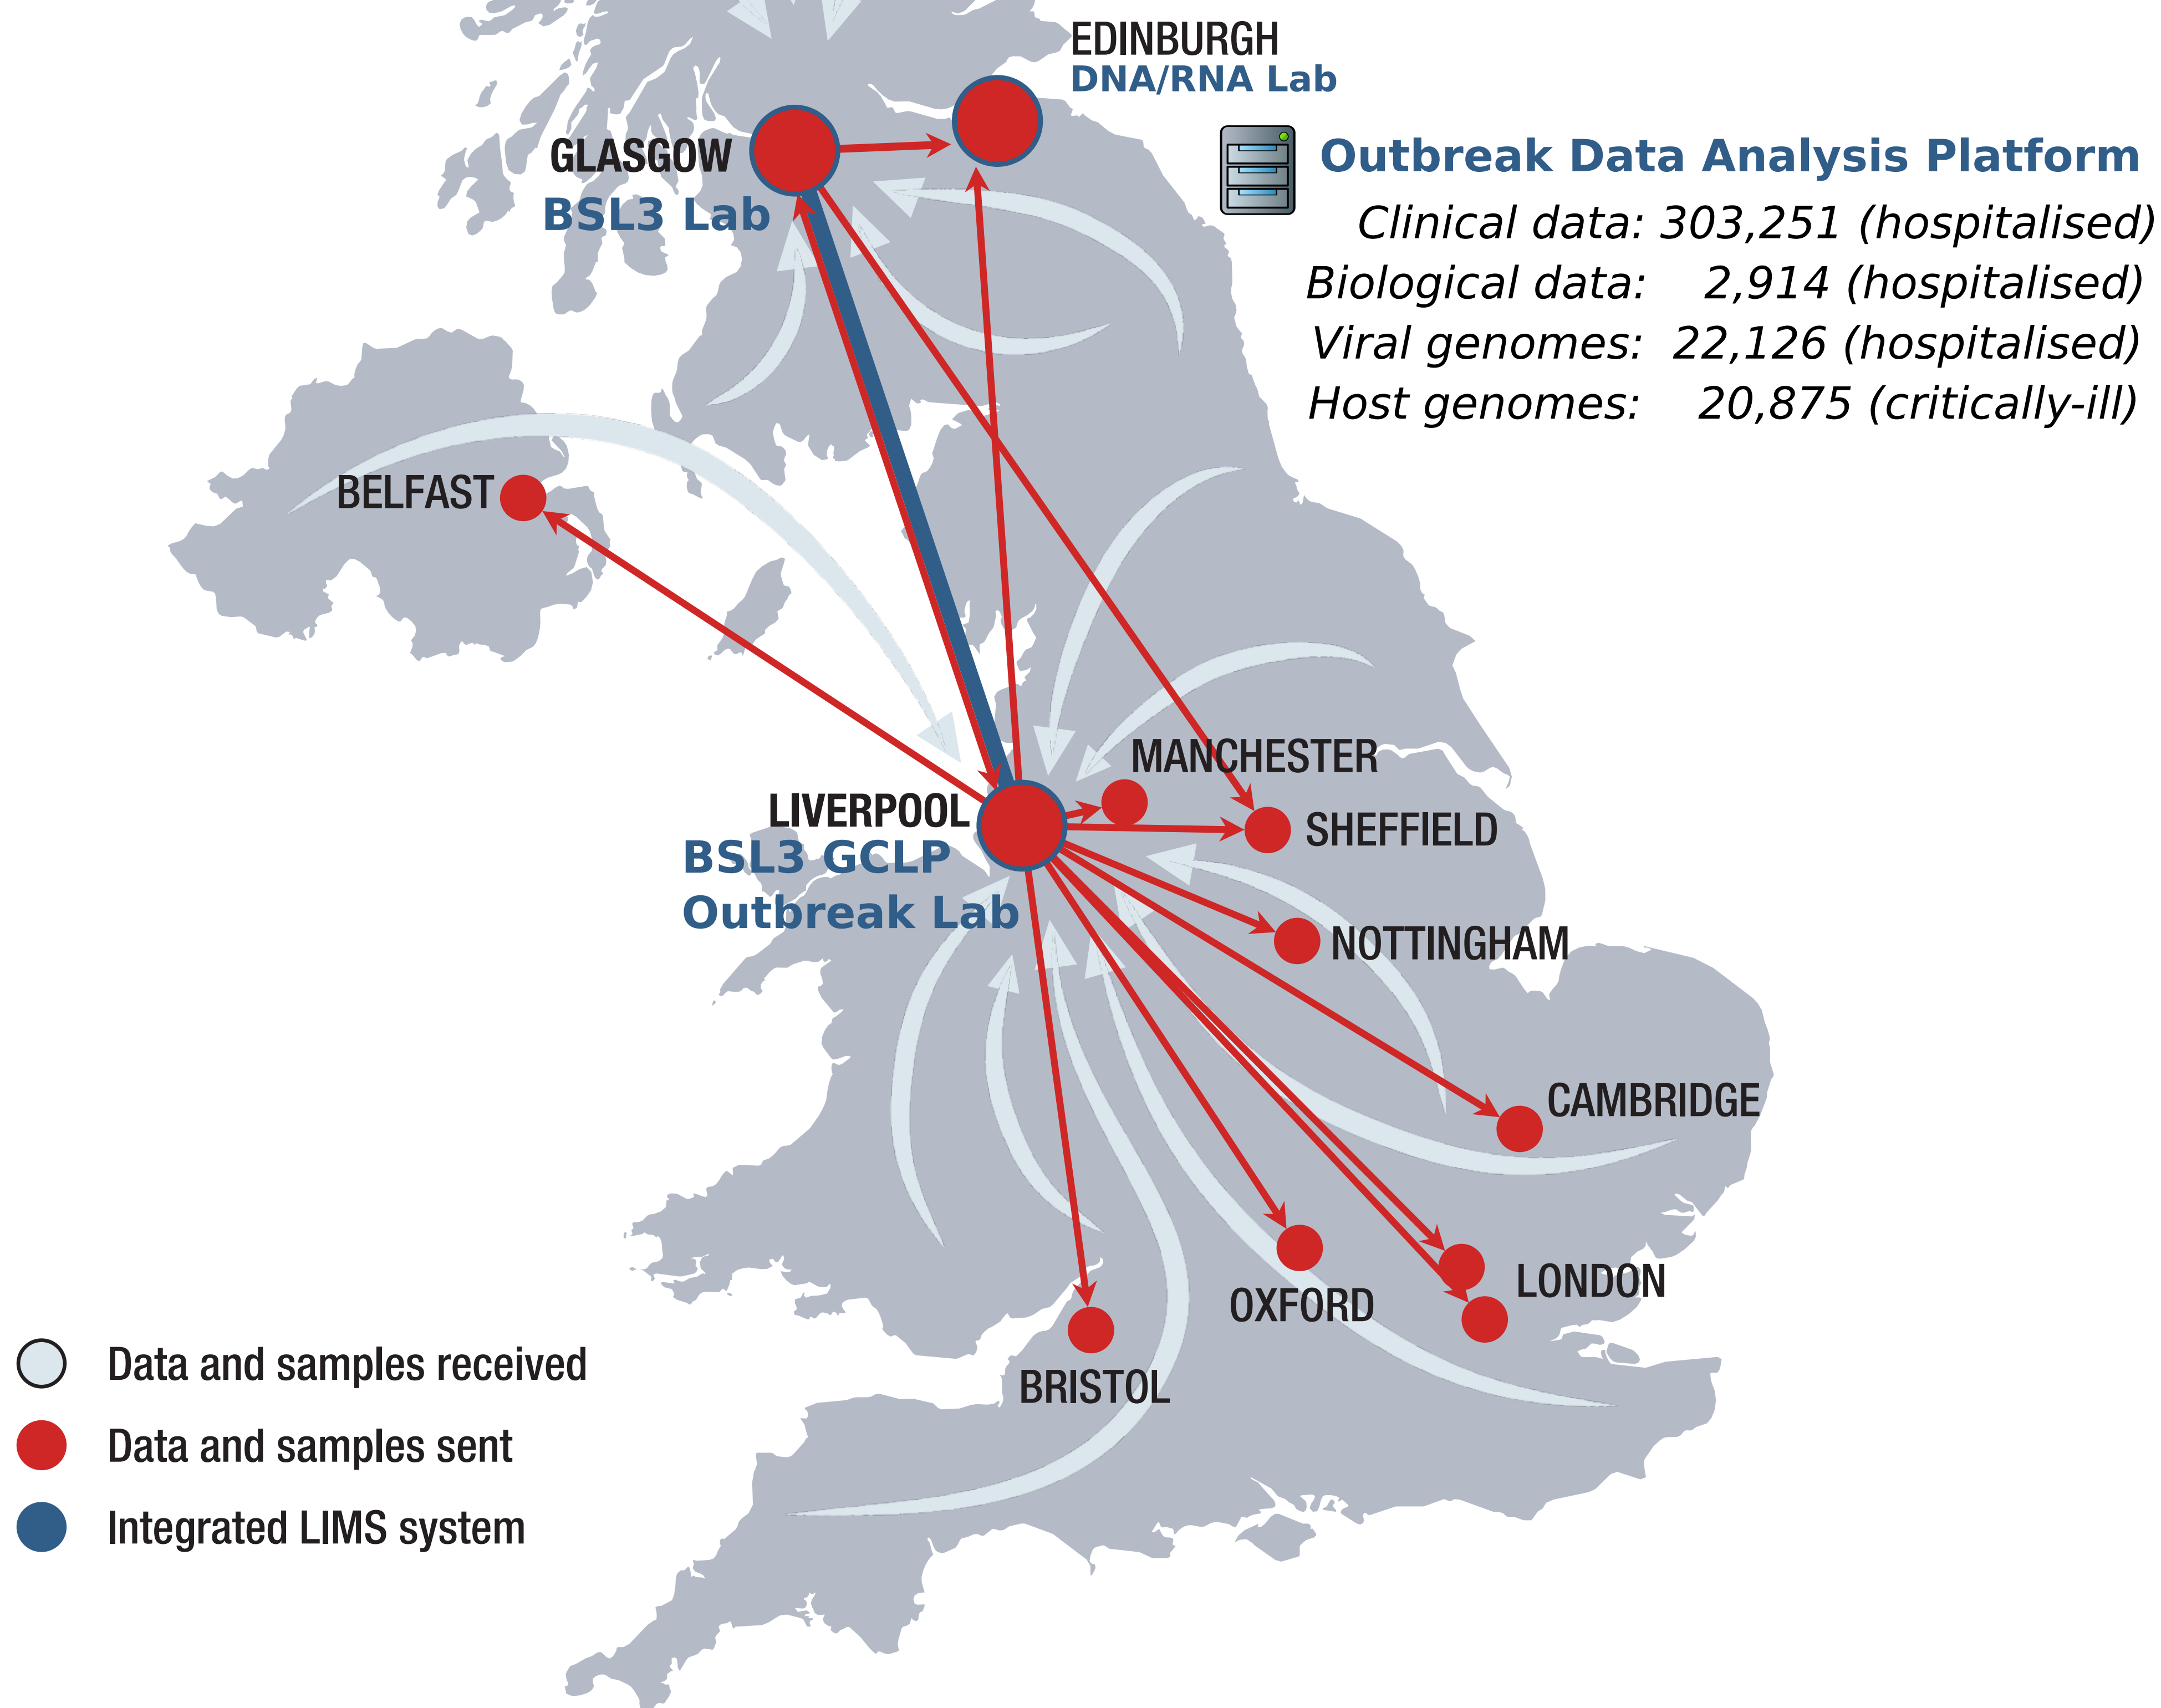 EDINBURGH
DNA/RNA Lab
GLASGOW
BSL3 Lab
Outbreak Data Analysis Platform
Clinical data: 303,251 (hospitalised)
Biological data: 2,914 (hospitalised)
Viral genomes: 22,126 (hospitalised)
Host genomes: 20,875 (critically-ill)
BELFAST
MANCHESTER
LIVERPOOL
BSL3 GCLP
Outbreak Lab
SHEFFIELD
NOTTINGHAM
CAMBRIDGE
LONDON
OXFORD
BRISTOL
Data and samples received
Data and samples sent
Integrated LIMS system